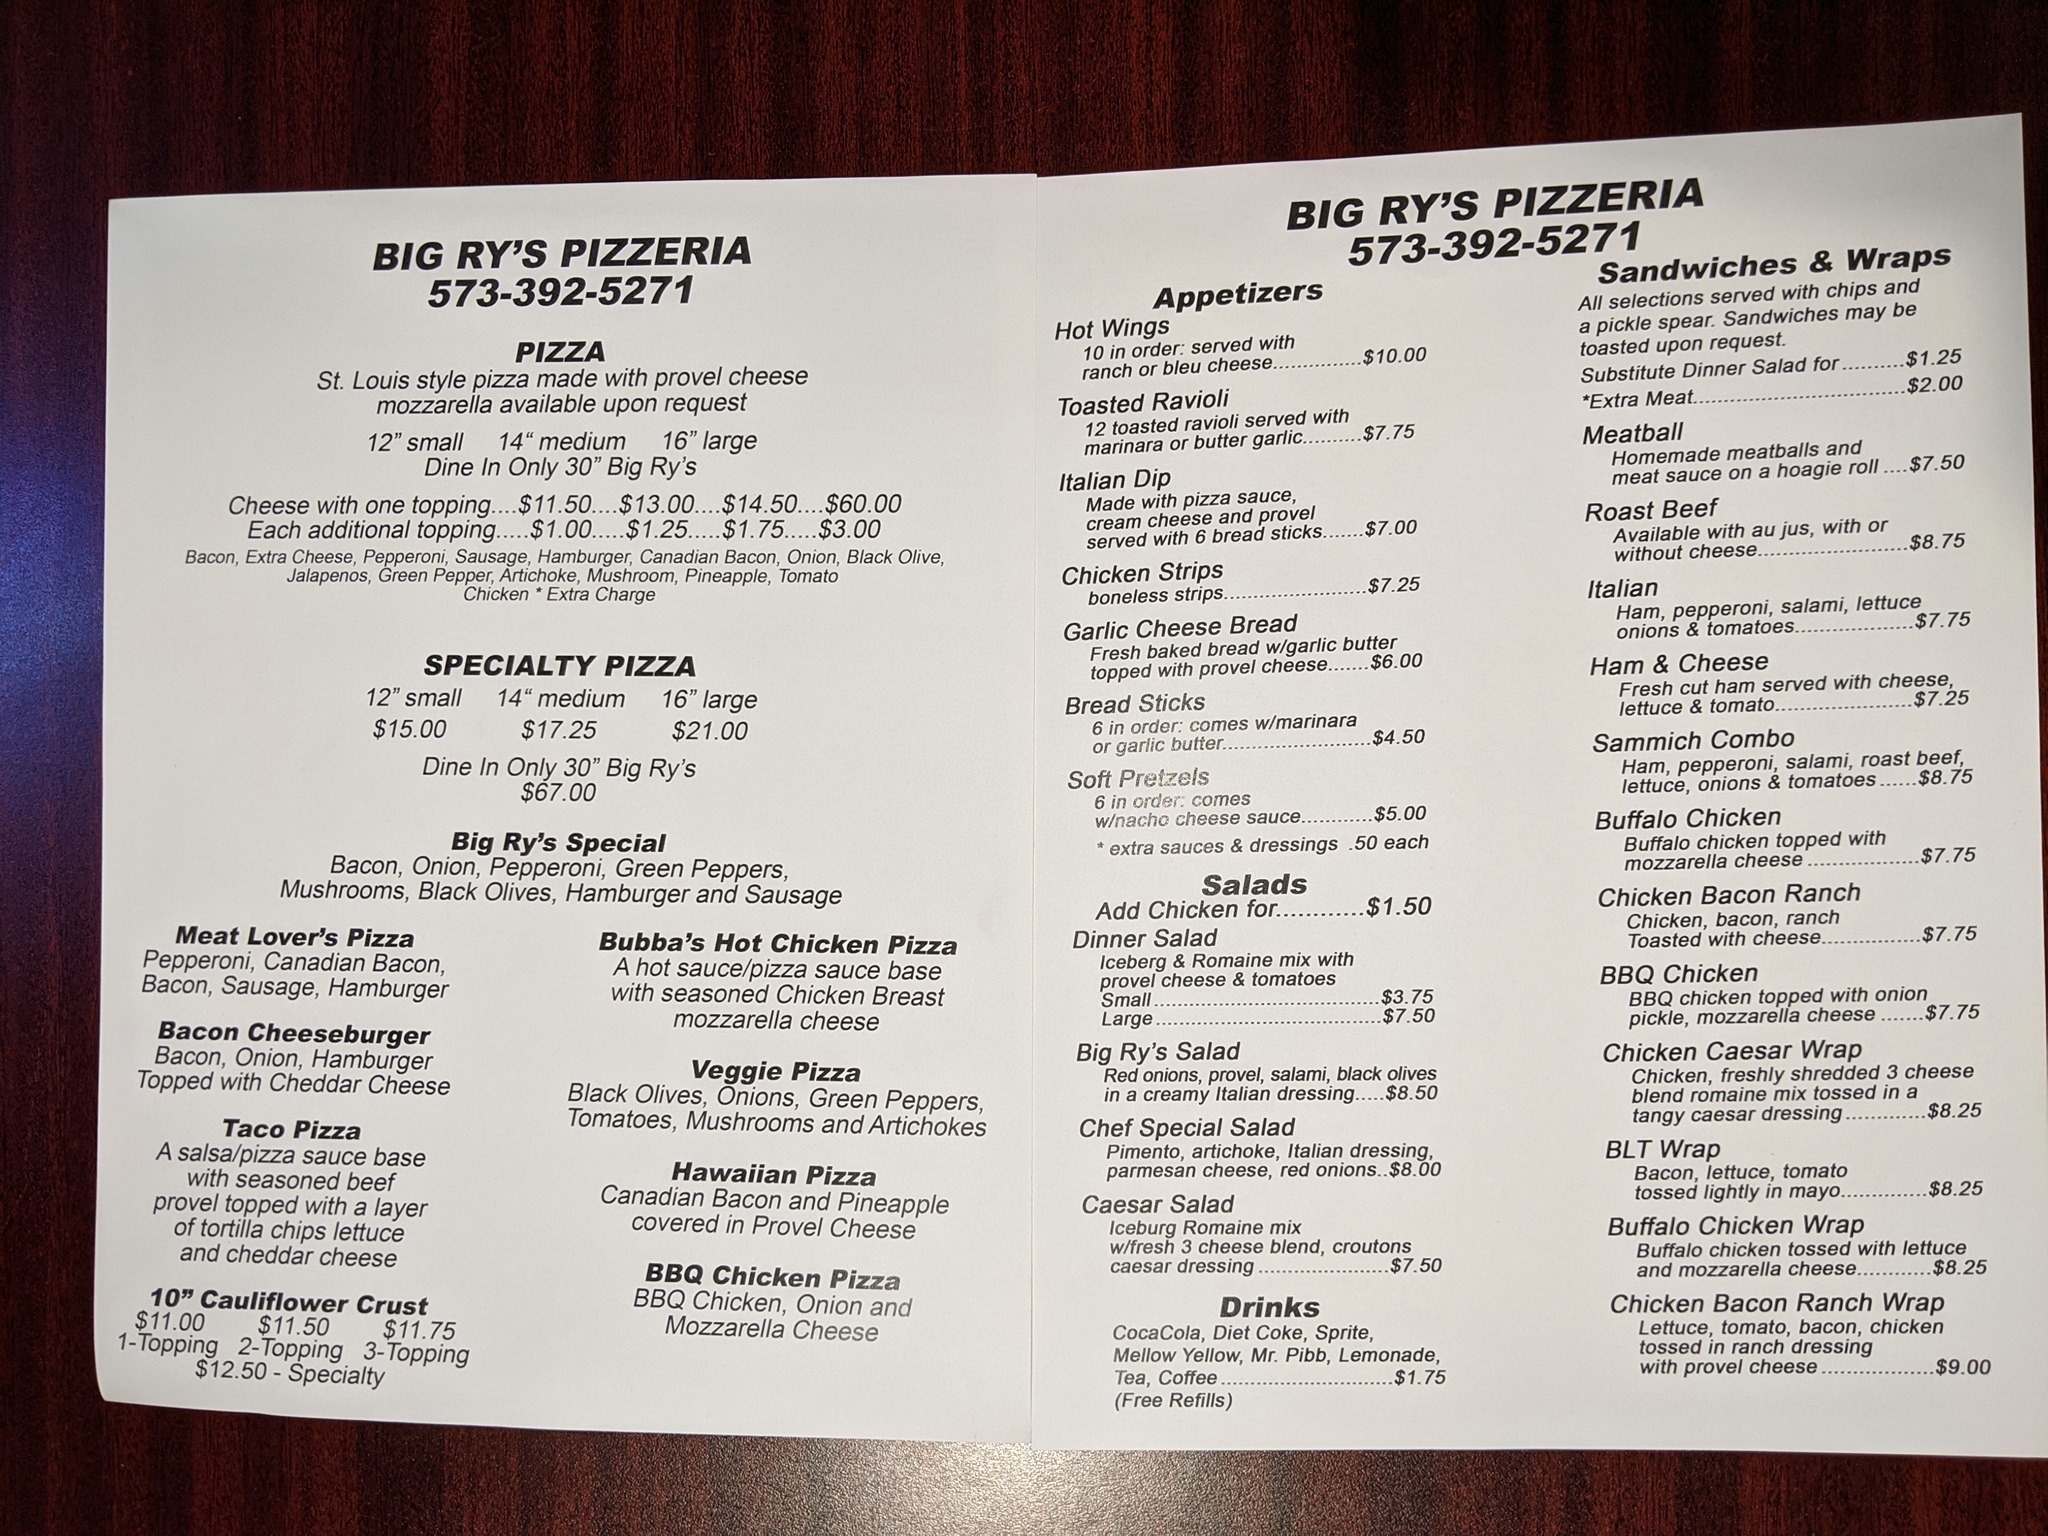 BIG RY'S PIZZERIA
573-392-5271
PIZZA
St. Louis style pizza made with provel cheese
mozzarella available upon request
12” small 14“ medium 16” large
Dine In Only 30” Big Ry's
Cheese with one topping....$11.50....$13.00....$14.50....$60.00
Each additional topping.....$1.00.....$1.25.....$1.75.....$3.00
Bacon, Extra Cheese, Pepperoni, Sausage, Hamburger, Canadian Bacon, Onion, Black Olive,
Jalapenos, Green Pepper, Artichoke, Mushroom, Pineapple, Tomato
Chicken * Extra Charge
SPECIALTY PIZZA
12” small 14“ medium 16” large
$15.00 $17.25 $21.00
Dine In Only 30” Big Ry's
$67.00
Big Ry's Special
Bacon, Onion, Pepperoni, Green Peppers,
Mushrooms, Black Olives, Hamburger and Sausage
Meat Lover's Pizza
Pepperoni, Canadian Bacon,
Bacon, Sausage, Hamburger
Bacon Cheeseburger
Bacon, Onion, Hamburger
Topped with Cheddar Cheese
Taco Pizza
A salsa/pizza sauce base
with seasoned beef
provel topped with a layer
of tortilla chips lettuce
and cheddar cheese
10” Cauliflower Crust
$11.00 $11.50 $11.75
1-Topping 2-Topping 3-Topping
$12.50 - Specialty
Bubba's Hot Chicken Pizza
A hot sauce/pizza sauce base
with seasoned Chicken Breast
mozzarella cheese
Veggie Pizza
Black Olives, Onions, Green Peppers,
Tomatoes, Mushrooms and Artichokes
Hawaiian Pizza
Canadian Bacon and Pineapple
covered in Provel Cheese
BBQ Chicken Pizza
BBQ Chicken, Onion and
Mozzarella Cheese
BIG RY'S PIZZERIA
573-392-5271
Appetizers
Hot Wings
10 in order: served with
ranch or bleu cheese..............$10.00
Toasted Ravioli
12 toasted ravioli served with
marinara or butter garlic..........$7.75
Italian Dip
Made with pizza sauce,
cream cheese and provel
served with 6 bread sticks.......$7.00
Chicken Strips
boneless strips........................$7.25
Garlic Cheese Bread
Fresh baked bread w/garlic butter
topped with provel cheese.......$6.00
Bread Sticks
6 in order: comes w/marinara
or garlic butter.........................$4.50
Soft Pretzels
6 in order: comes
w/nacho cheese sauce............$5.00
* extra sauces & dressings .50 each
Salads
Add Chicken for............$1.50
Dinner Salad
Iceberg & Romaine mix with
provel cheese & tomatoes
Small......................................$3.75
Large......................................$7.50
Big Ry's Salad
Red onions, provel, salami, black olives
in a creamy Italian dressing.....$8.50
Chef Special Salad
Pimento, artichoke, Italian dressing,
parmesan cheese, red onions..$8.00
Caesar Salad
Iceburg Romaine mix
w/fresh 3 cheese blend, croutons
caesar dressing......................$7.50
Drinks
CocaCola, Diet Coke, Sprite,
Mellow Yellow, Mr. Pibb, Lemonade,
Tea, Coffee.............................$1.75
(Free Refills)
Sandwiches & Wraps
All selections served with chips and
a pickle spear. Sandwiches may be
toasted upon request.
Substitute Dinner Salad for..........$1.25
*Extra Meat...................................$2.00
Meatball
Homemade meatballs and
meat sauce on a hoagie roll....$7.50
Roast Beef
Available with au jus, with or
without cheese.........................$8.75
Italian
Ham, pepperoni, salami, lettuce
onions & tomatoes....................$7.75
Ham & Cheese
Fresh cut ham served with cheese,
lettuce & tomato.......................$7.25
Sammich Combo
Ham, pepperoni, salami, roast beef,
lettuce, onions & tomatoes......$8.75
Buffalo Chicken
Buffalo chicken topped with
mozzarella cheese...................$7.75
Chicken Bacon Ranch
Chicken, bacon, ranch
Toasted with cheese.................$7.75
BBQ Chicken
BBQ chicken topped with onion
pickle, mozzarella cheese.......$7.75
Chicken Caesar Wrap
Chicken, freshly shredded 3 cheese
blend romaine mix tossed in a
tangy caesar dressing.............$8.25
BLT Wrap
Bacon, lettuce, tomato
tossed lightly in mayo..............$8.25
Buffalo Chicken Wrap
Buffalo chicken tossed with lettuce
and mozzarella cheese............$8.25
Chicken Bacon Ranch Wrap
Lettuce, tomato, bacon, chicken
tossed in ranch dressing
with provel cheese...................$9.00